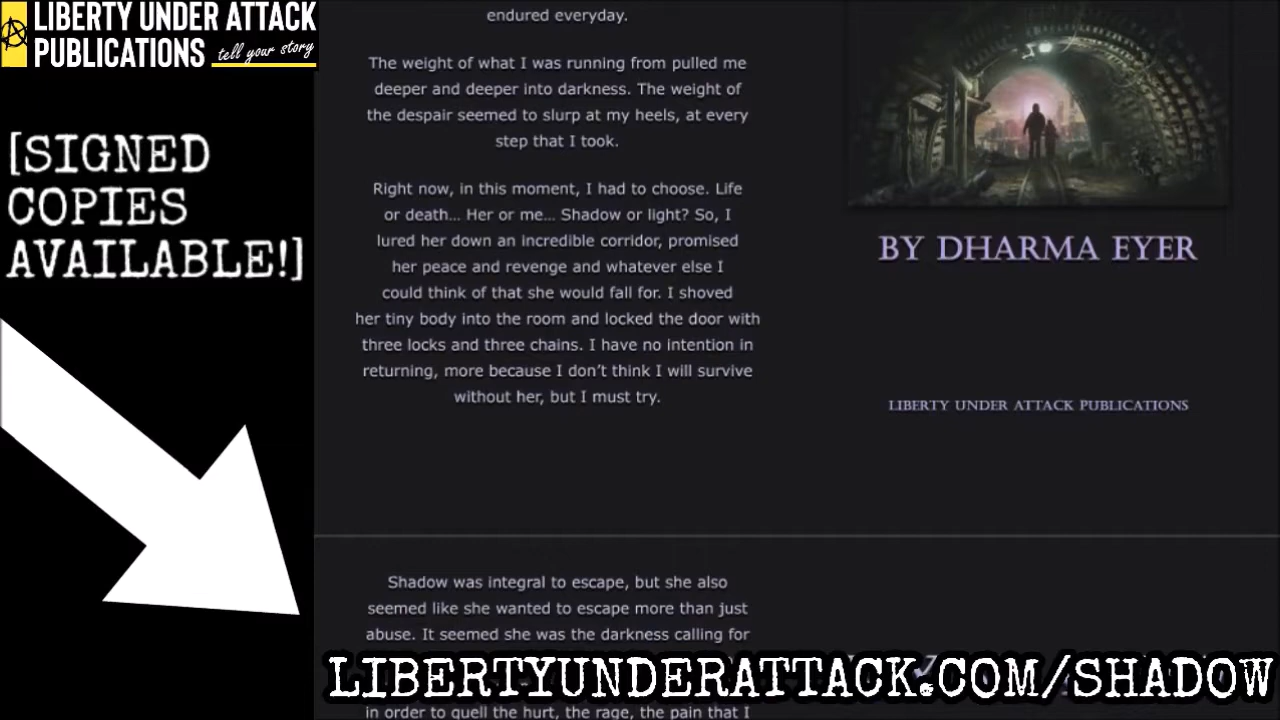 LIBERTY UNDER ATTACK
PUBLICATIONS tell your story
[SIGNED
COPIES
AVAILABLE!]
endured everyday.
The weight of what I was running from pulled me
deeper and deeper into darkness. The weight of
the despair seemed to slurp at my heels, at every
step that I took.
Right now, in this moment, I had to choose. Life
or death... Her or me... Shadow or light? So, I
lured her down an incredible corridor, promised
her peace and revenge and whatever else I
could think of that she would fall for. I shoved
her tiny body into the room and locked the door with
three locks and three chains. I have no intention in
returning, more because I don’t think I will survive
without her, but I must try.
BY DHARMA EYER
LIBERTY UNDER ATTACK PUBLICATIONS
Shadow was integral to escape, but she also
seemed like she wanted to escape more than just
abuse. It seemed she was the darkness calling for
LIBERTYUNDERATTACK.COM/SHADOW
in order to quell the hurt, the rage, the pain that I